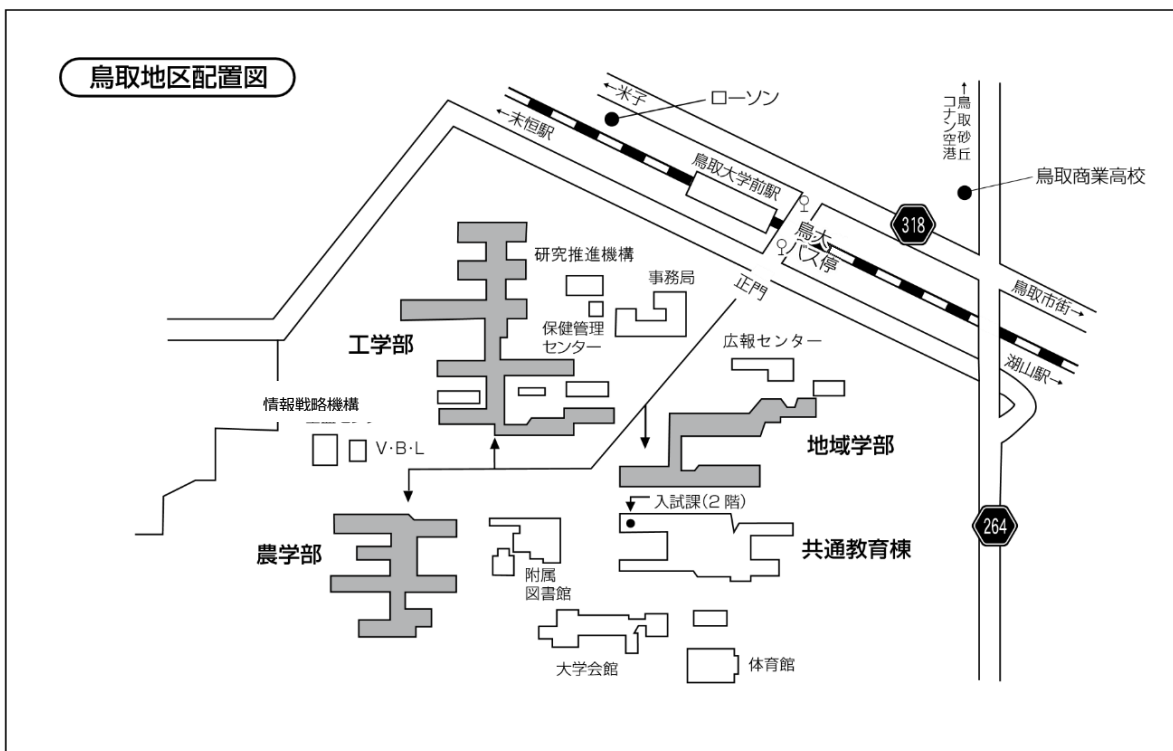 鳥取地区配置図
←米子
ローソン
←末恒駅
鳥取大学前駅
↑鳥取砂丘
コナン空港
鳥取商業高校
318
鳥大
バス停
研究推進機構
事務局
正門
鳥取市街→
保健管理
センター
工学部
広報センター
湖山駅→
情報戦略機構
V・B・L
地域学部
入試課(2階)
264
農学部
共通教育棟
附属
図書館
大学会館
体育館